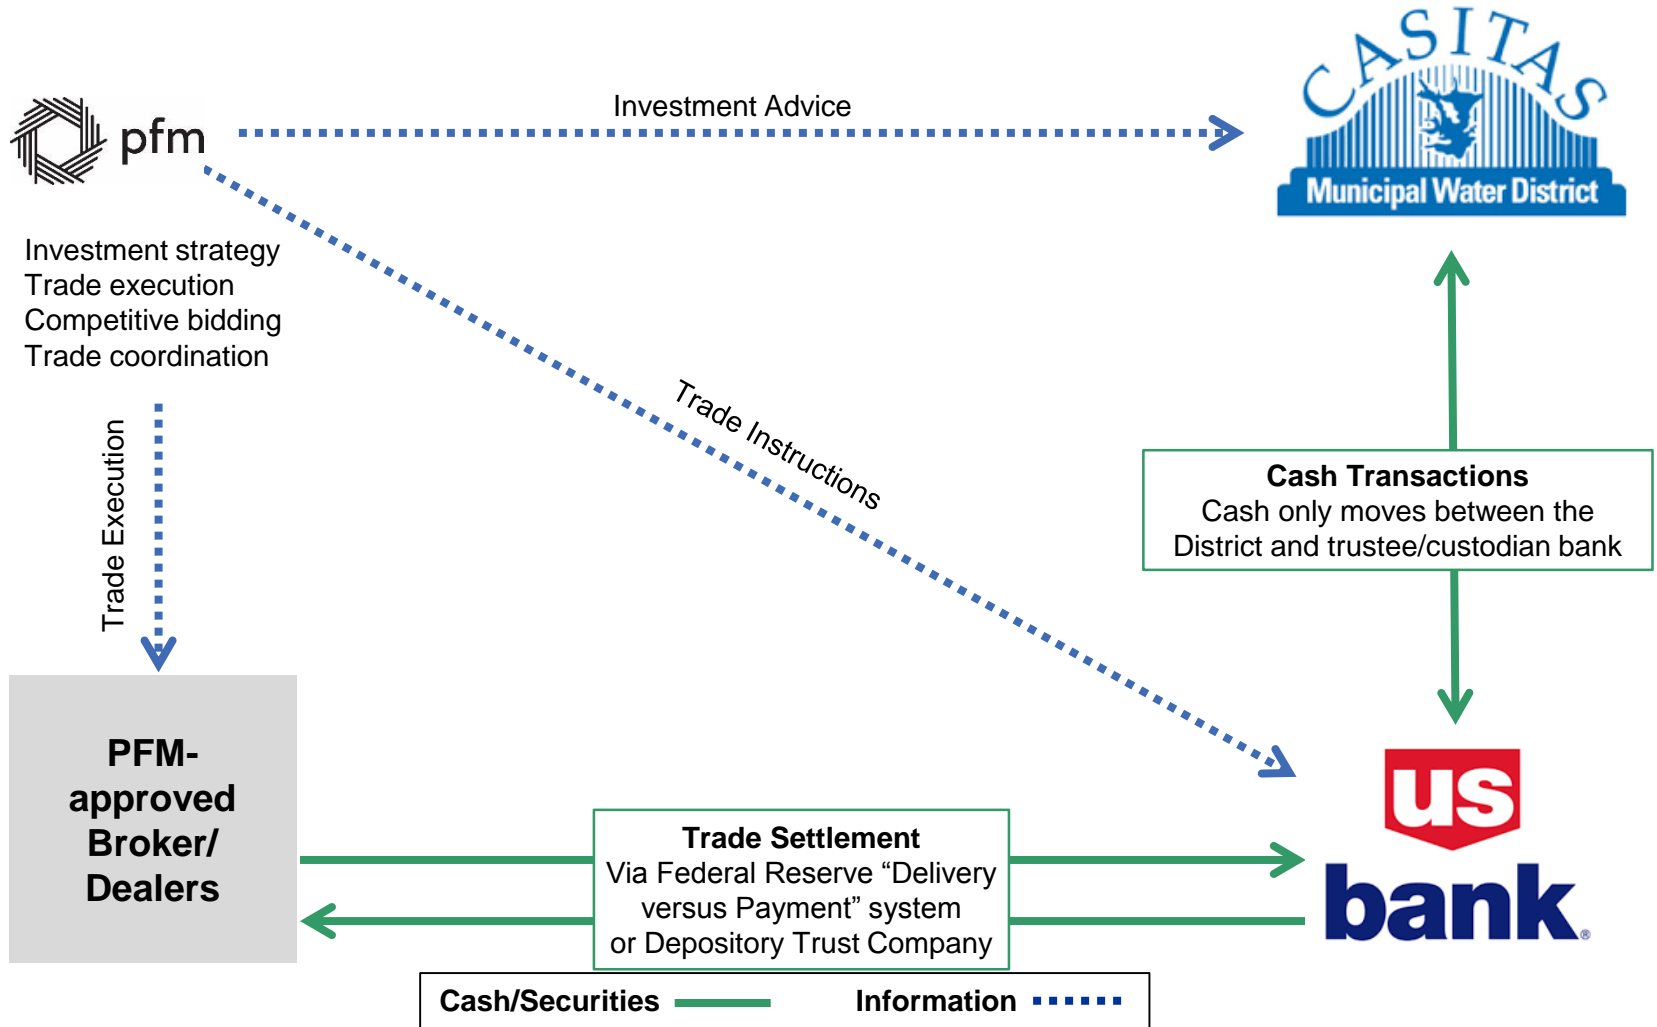 CASITAS
Municipal Water District
pfm
Investment Advice
Investment strategy
Trade execution
Competitive bidding
Trade coordination
Trade Execution
Trade Instructions
Cash Transactions
Cash only moves between the
District and trustee/custodian bank
PFM-
approved
Broker/
Dealers
Trade Settlement
Via Federal Reserve “Delivery
versus Payment” system
or Depository Trust Company
us
bank®
Cash/Securities
Information